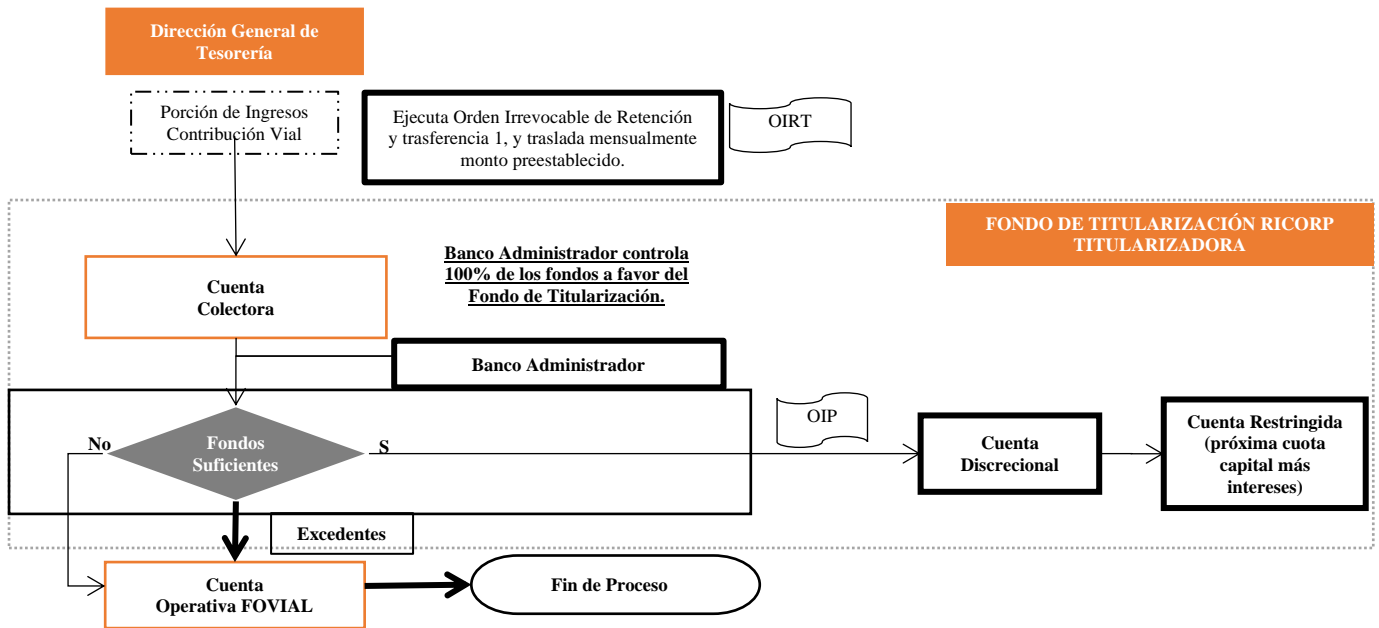 Dirección General de
Tesorería
Porción de Ingresos
Contribución Vial
Ejecuta Orden Irrevocable de Retención
y trasferencia 1, y traslada mensualmente
monto preestablecido.
OIRT
FONDO DE TITULARIZACIÓN RICORP
TITULARIZADORA
Banco Administrador controla
100% de los fondos a favor del
Fondo de Titularización.
Cuenta
Colectora
Banco Administrador
No
Fondos
Suficientes
S
OIP
Cuenta
Discrecional
Cuenta Restringida
(próxima cuota
capital más
intereses)
Excedentes
Cuenta
Operativa FOVIAL
Fin de Proceso